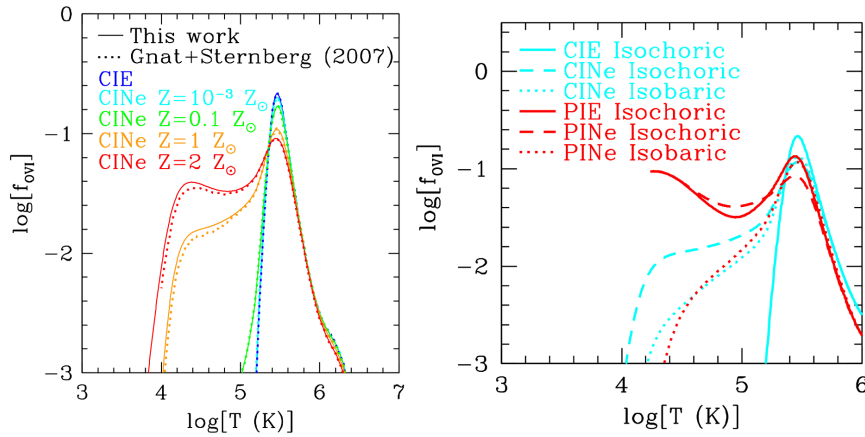 0
This work
Gnat+Sternberg (2007)
CIE
CINe Z=10⁻³ Z⊙
CINe Z=0.1 Z⊙
CINe Z=1 Z⊙
CINe Z=2 Z⊙
−1
−2
−3
log[f_OVI]
3 4 5 6 7
log[T (K)]
CIE Isochoric
CINe Isochoric
CINe Isobaric
PIE Isochoric
PINe Isochoric
PINe Isobaric
0
−1
−2
−3
log[f_OVI]
3 4 5 6
log[T (K)]